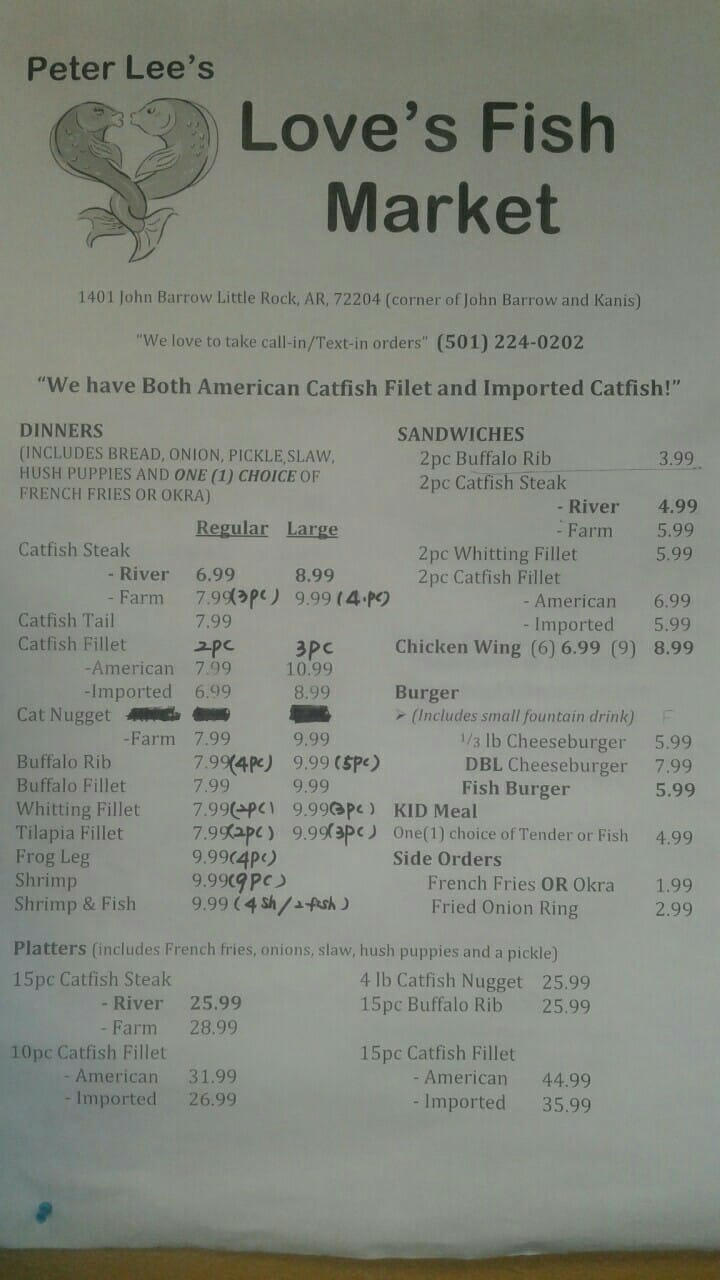 Peter Lee's
Love's Fish
Market
1401 John Barrow Little Rock, AR, 72204 (corner of John Barrow and Kanis)
"We love to take call-in/Text-in orders" (501) 224-0202
"We have Both American Catfish Filet and Imported Catfish!"
DINNERS
(INCLUDES BREAD, ONION, PICKLE,SLAW,
HUSH PUPPIES AND ONE (1) CHOICE OF
FRENCH FRIES OR OKRA)
Regular Large
Catfish Steak
- River 6.99 8.99
- Farm 7.99(3pc) 9.99 (4.pc)
Catfish Tail 7.99
Catfish Fillet 2pc 3pc
-American 7.99 10.99
-Imported 6.99 8.99
Cat Nugget
-Farm 7.99 9.99
Buffalo Rib 7.99(4pc) 9.99 (5pc)
Buffalo Fillet 7.99 9.99
Whitting Fillet 7.99(2pc) 9.99(3pc)
Tilapia Fillet 7.99(2pc) 9.99(3pc)
Frog Leg 9.99(4pc)
Shrimp 9.99(9pc)
Shrimp & Fish 9.99 (4 sh/2 fish)
SANDWICHES
2pc Buffalo Rib 3.99
2pc Catfish Steak
- River 4.99
- Farm 5.99
2pc Whitting Fillet 5.99
2pc Catfish Fillet
- American 6.99
- Imported 5.99
Chicken Wing (6) 6.99 (9) 8.99
Burger
➢ (Includes small fountain drink)
1/3 lb Cheeseburger 5.99
DBL Cheeseburger 7.99
Fish Burger 5.99
KID Meal
One(1) choice of Tender or Fish 4.99
Side Orders
French Fries OR Okra 1.99
Fried Onion Ring 2.99
Platters (includes French fries, onions, slaw, hush puppies and a pickle)
15pc Catfish Steak
- River 25.99
- Farm 28.99
10pc Catfish Fillet
- American 31.99
- Imported 26.99
4 lb Catfish Nugget 25.99
15pc Buffalo Rib 25.99
15pc Catfish Fillet
- American 44.99
- Imported 35.99